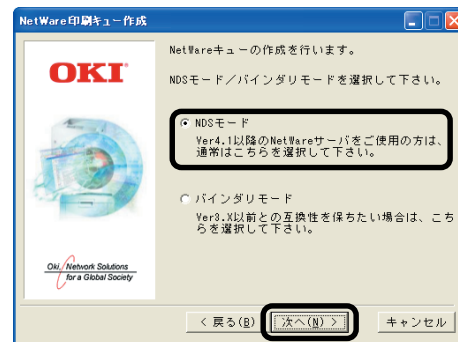 NetWare印刷キュー作成
OKI
NetWareキューの作成を行います。
NDSモード／バインダリモードを選択して下さい。
NDSモード
Ver4.1以降のNetWareサーバをご使用の方は、
通常はこちらを選択して下さい。
バインダリモード
Ver3.X以前との互換性を保ちたい場合は、こち
らを選択して下さい。
Oki, Network Solutions
for a Global Society
< 戻る(B)
次へ(N) >
キャンセル